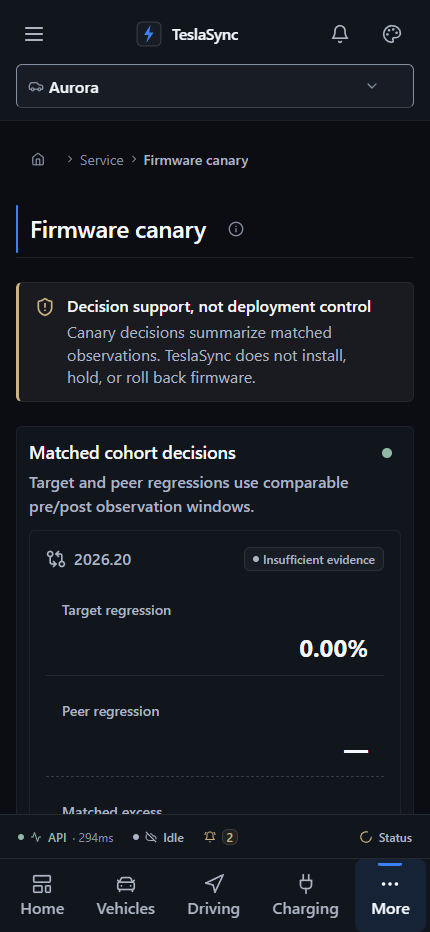 TeslaSync
Aurora
Service > Firmware canary
Firmware canary
Decision support, not deployment control
Canary decisions summarize matched
observations. TeslaSync does not install,
hold, or roll back firmware.
Matched cohort decisions
Target and peer regressions use comparable
pre/post observation windows.
2026.20
Insufficient evidence
Target regression
0.00%
Peer regression
—
Matched excess
API · 294ms
Idle
2
Status
Home
Vehicles
Driving
Charging
More